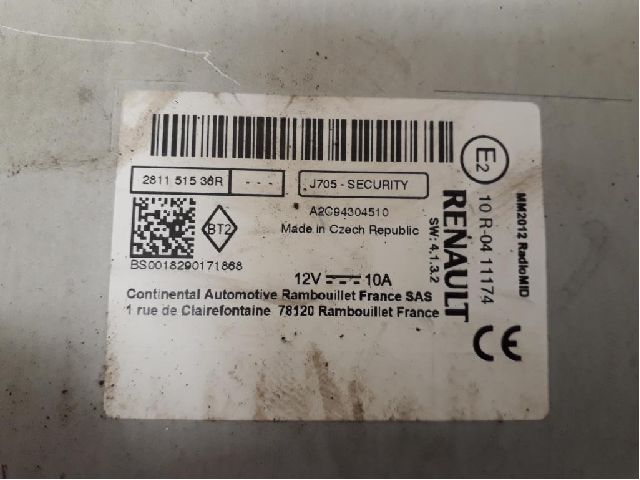 2811 515 36R - - -
J705 - SECURITY
A2C94304510
BT2
Made in Czech Republic
BS0018290171868
12V 10A
Continental Automotive Rambouillet France SAS
1 rue de Clairefontaine 78120 Rambouillet France
RENAULT
SW: 4.1.3.2
E2
10 R-04 11174
MM2012 RadioMID
CE